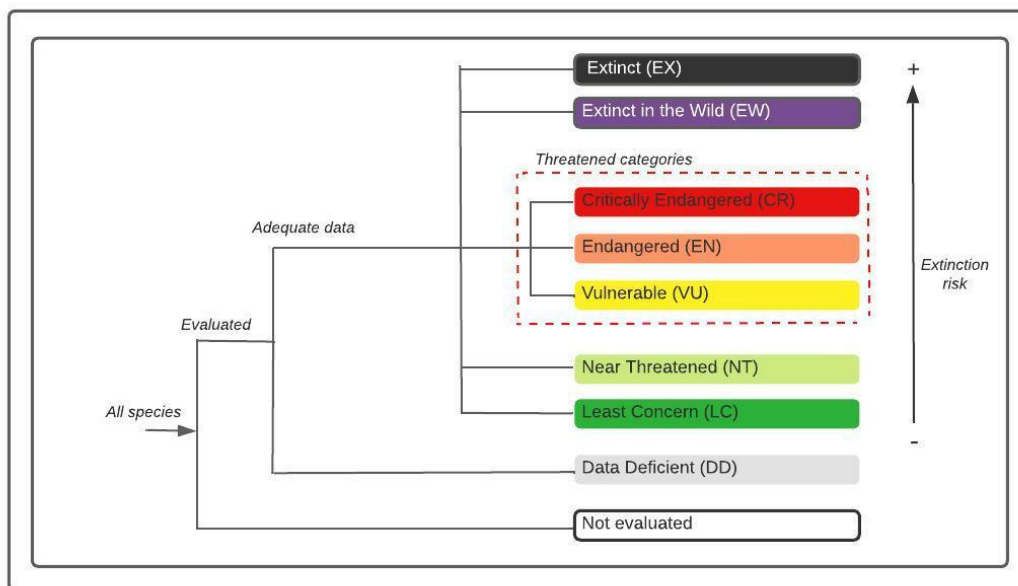 Extinct (EX)
+
Extinct in the Wild (EW)
Threatened categories
Critically Endangered (CR)
Adequate data
Endangered (EN)
Extinction
risk
Vulnerable (VU)
Evaluated
Near Threatened (NT)
All species
Least Concern (LC)
-
Data Deficient (DD)
Not evaluated